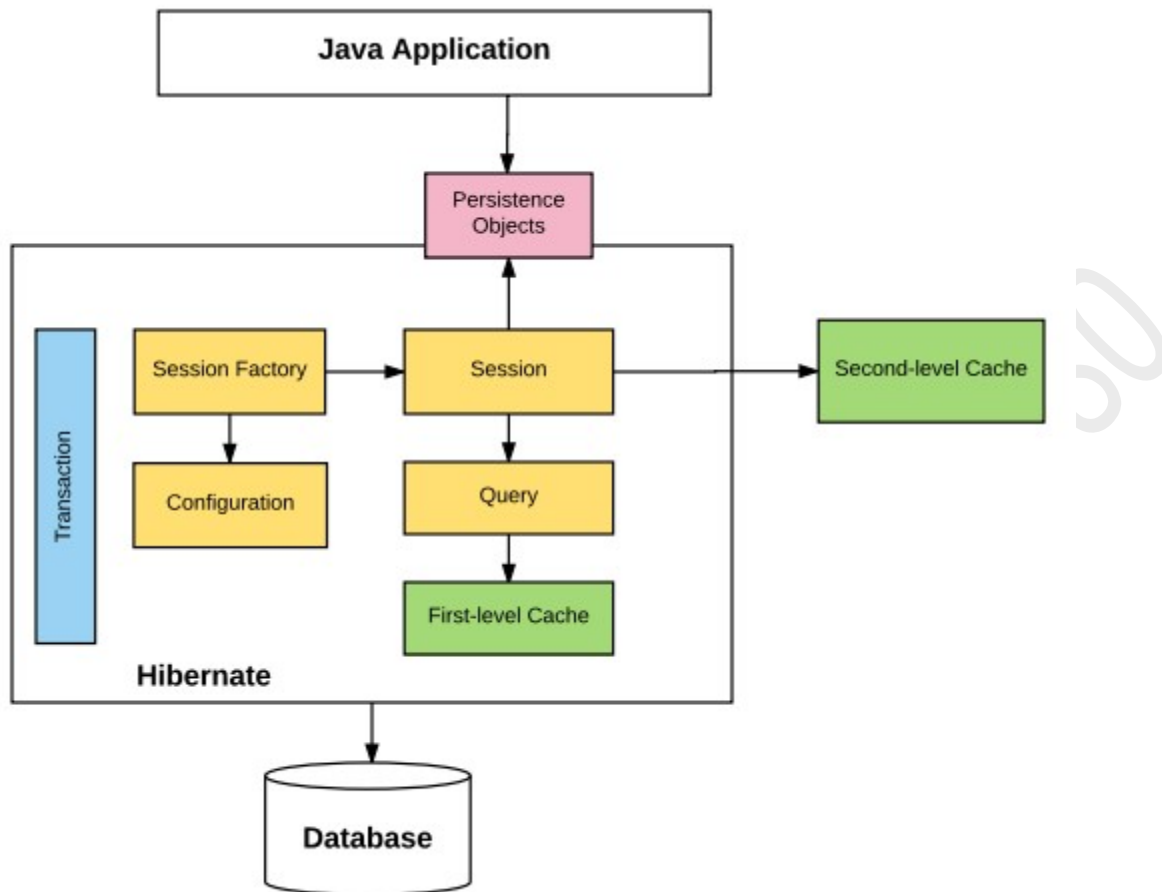 Java Application
Persistence
Objects
Session Factory
Session
Second-level Cache
Transaction
Configuration
Query
First-level Cache
Hibernate
Database